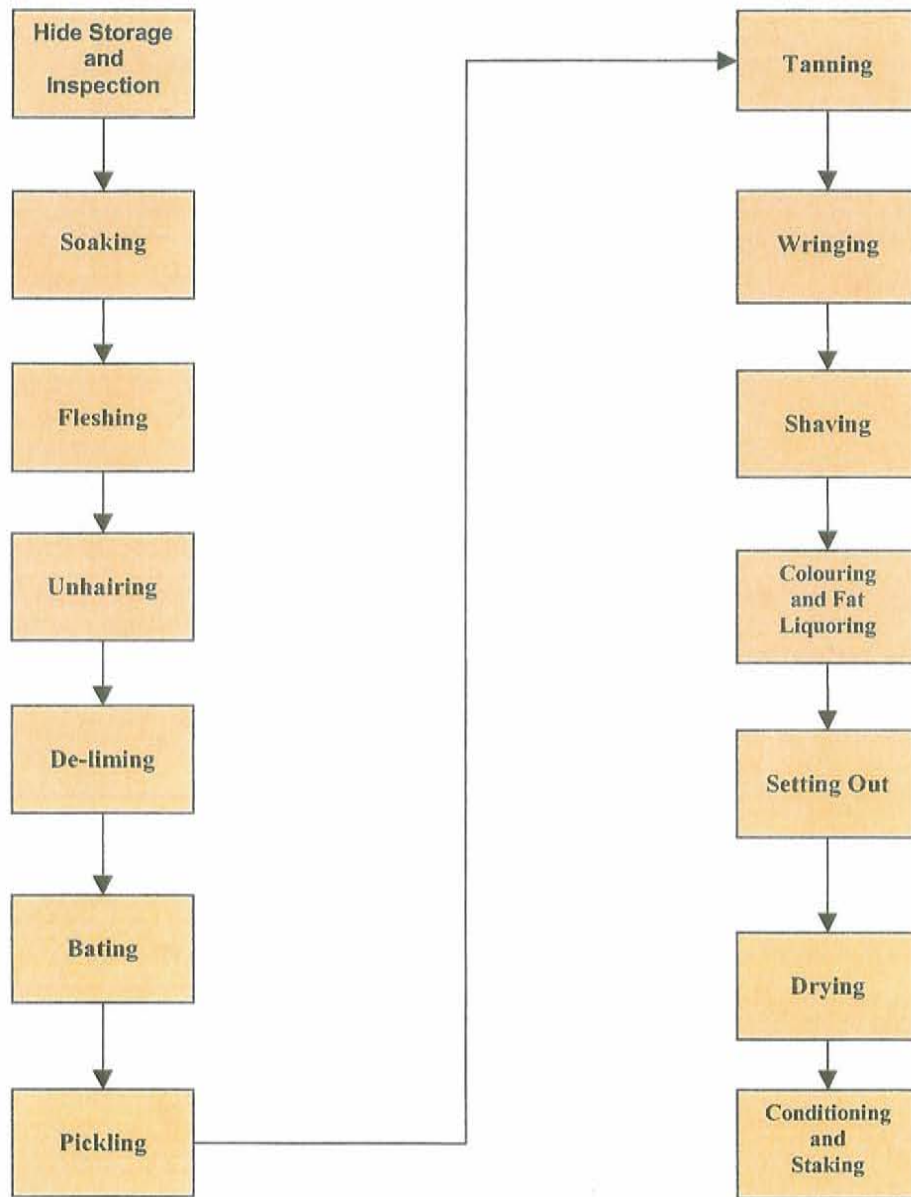 Hide Storage
and
Inspection
Soaking
Fleshing
Unhairing
De-liming
Bating
Pickling
Tanning
Wringing
Shaving
Colouring
and Fat
Liquoring
Setting Out
Drying
Conditioning
and
Staking